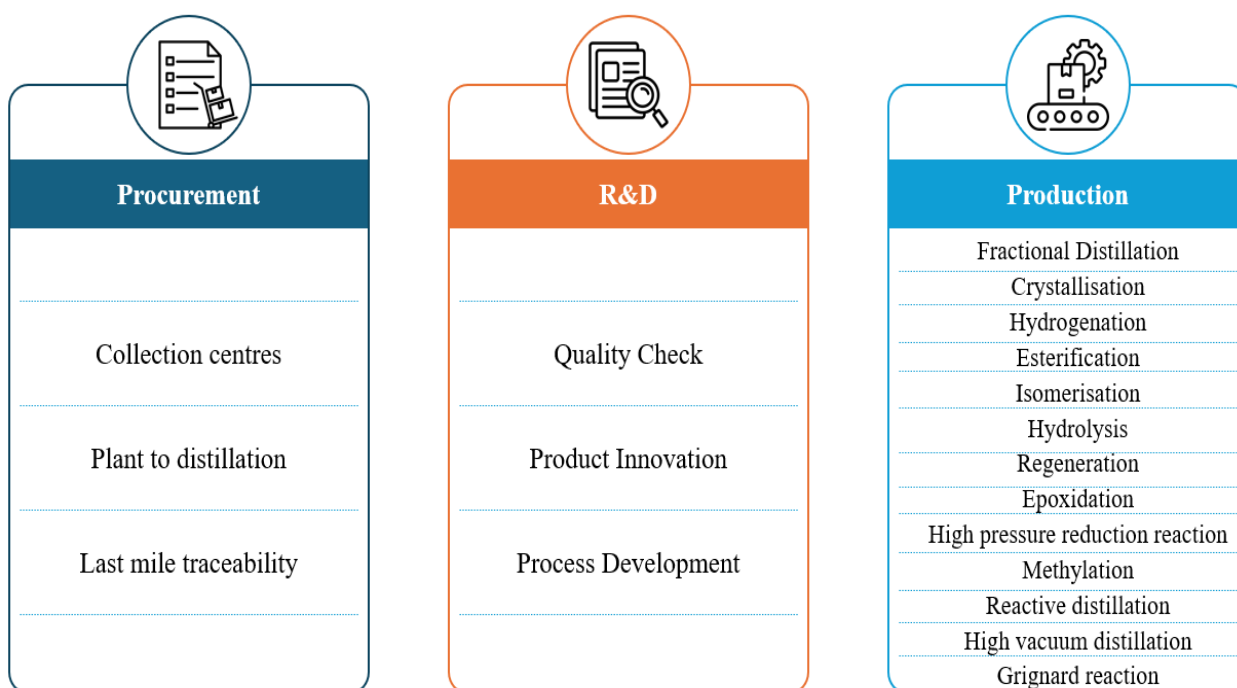 Procurement
Collection centres
Plant to distillation
Last mile traceability
R&D
Quality Check
Product Innovation
Process Development
Production
Fractional Distillation
Crystallisation
Hydrogenation
Esterification
Isomerisation
Hydrolysis
Regeneration
Epoxidation
High pressure reduction reaction
Methylation
Reactive distillation
High vacuum distillation
Grignard reaction